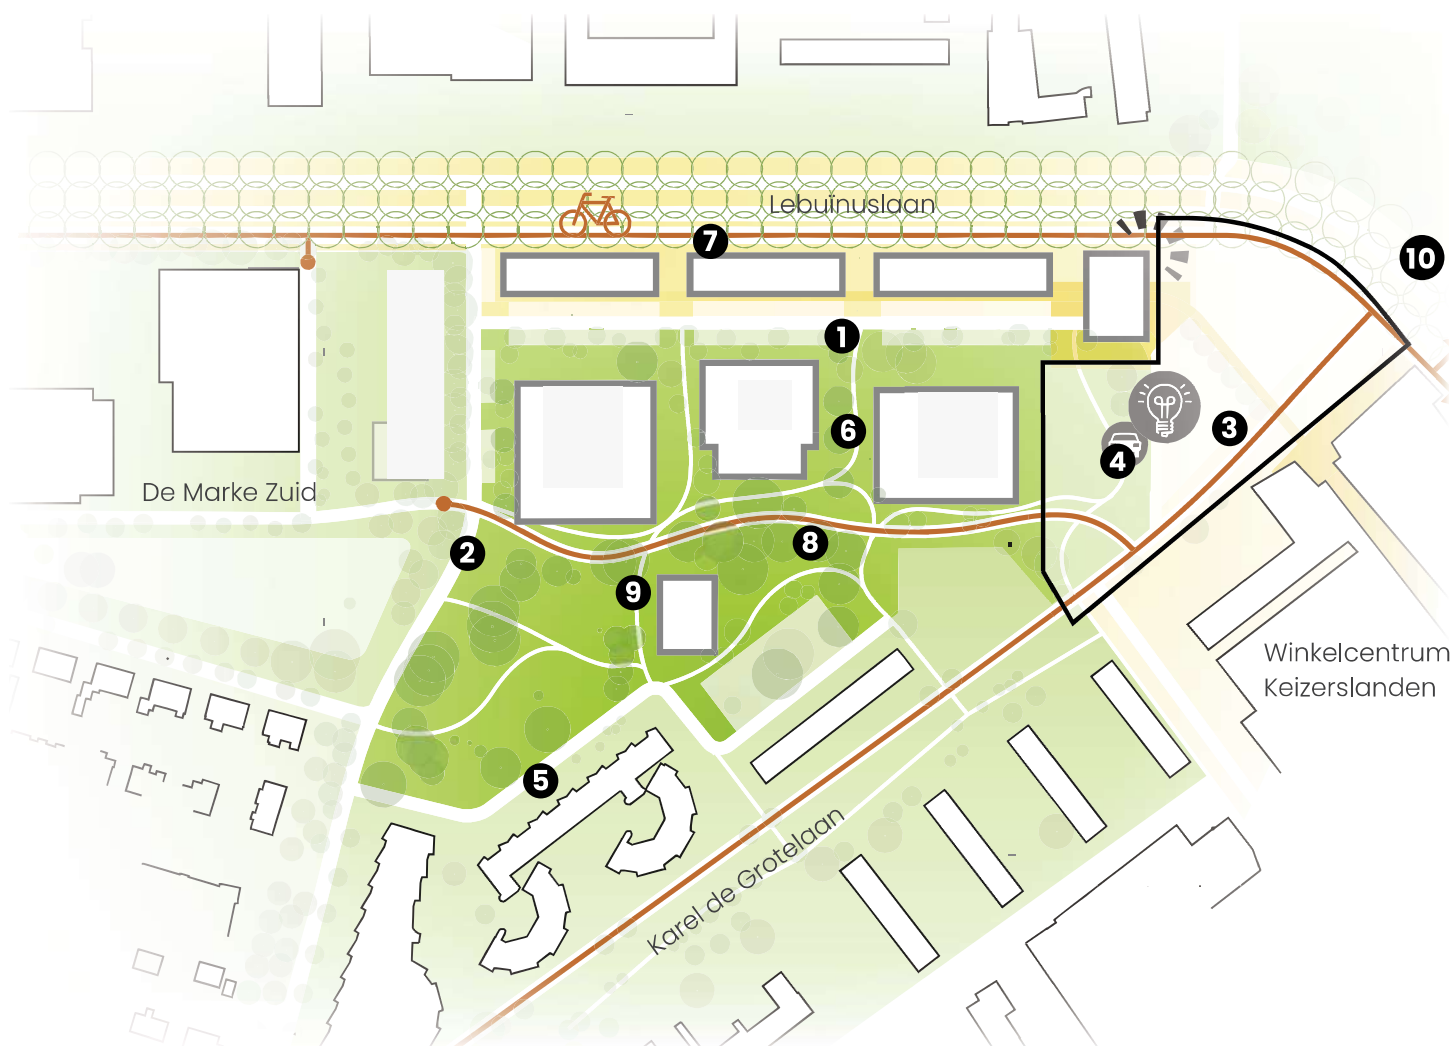 Lebuïnuslaan
7
10
1
3
6
4
De Marke Zuid
8
2
9
Winkelcentrum
Keizerslanden
5
Karel de Grotelaan